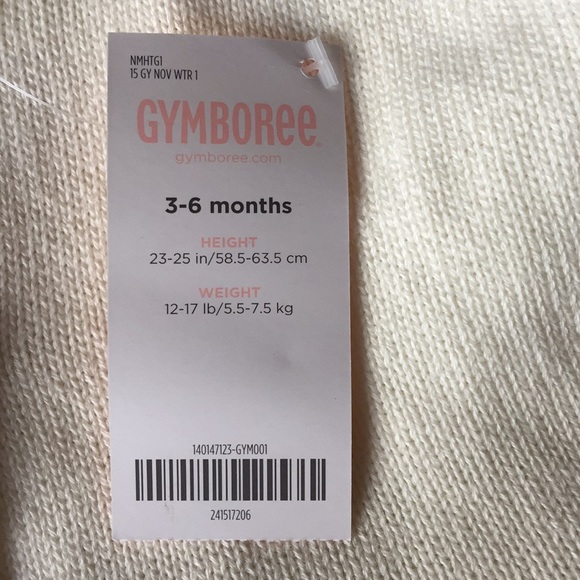 NMHTG1
15 GY NOV WTR 1
GYMBOREE
gymboree.com
3-6 months
HEIGHT
23-25 in/58.5-63.5 cm
WEIGHT
12-17 lb/5.5-7.5 kg
140147123-GYM001
241517206